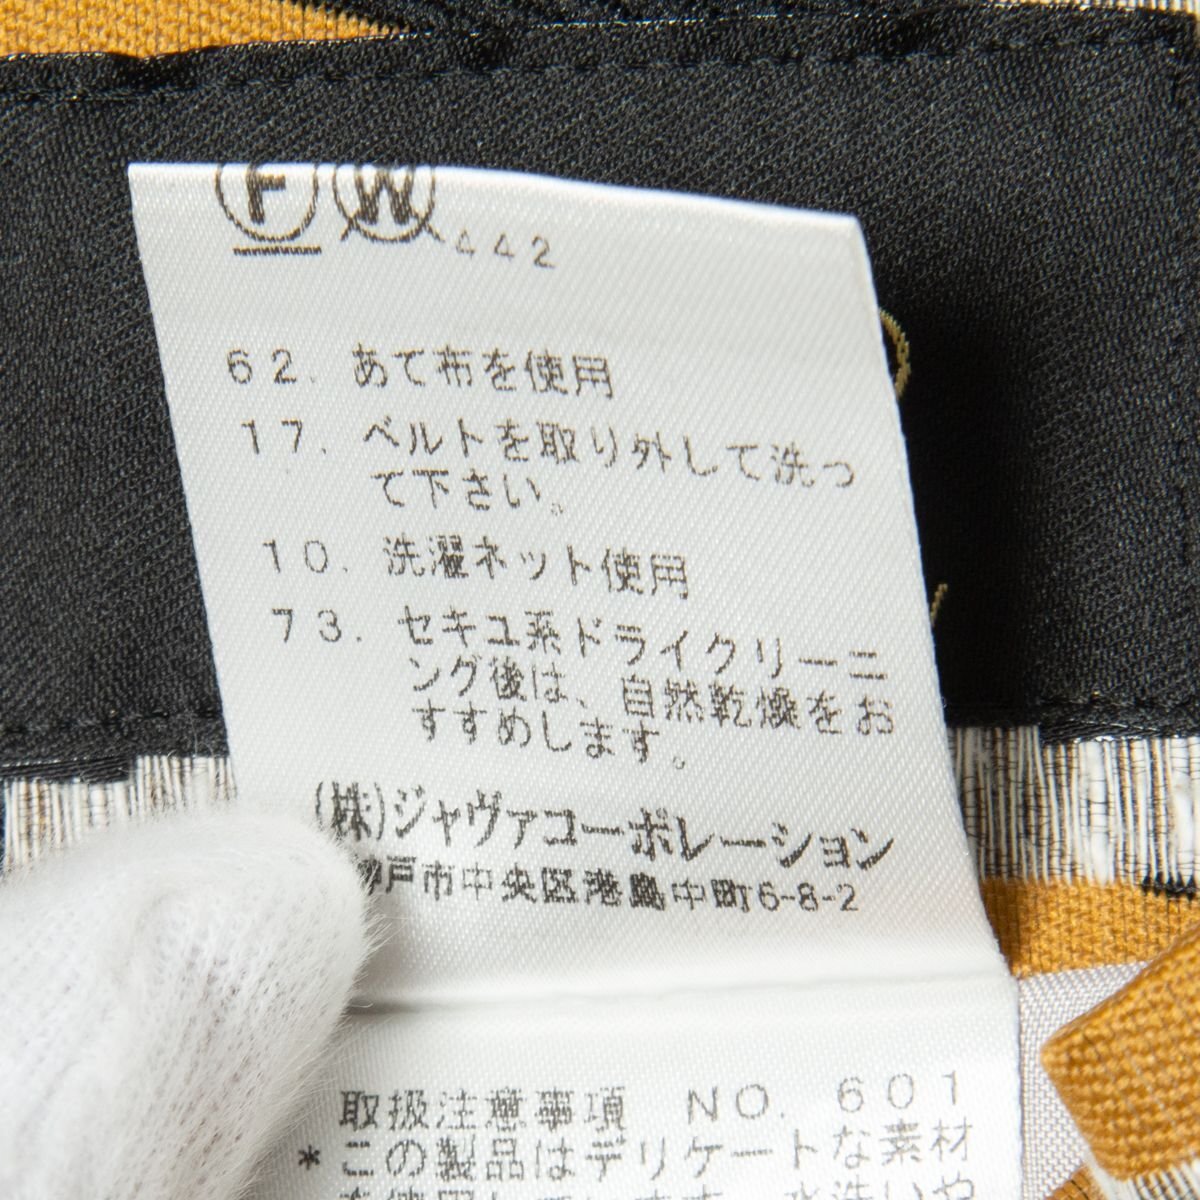 F W 442
62. あて布を使用
17. ベルトを取り外して洗っ
て下さい。
10. 洗濯ネット使用
73. セキユ系ドライクリーニ
ング後は、自然乾燥をお
すすめします。
(株)ジャヴァコーポレーション
戸市中央区港島中町6-8-2
取扱注意事項 NO. 601
*この製品はデリケートな素材